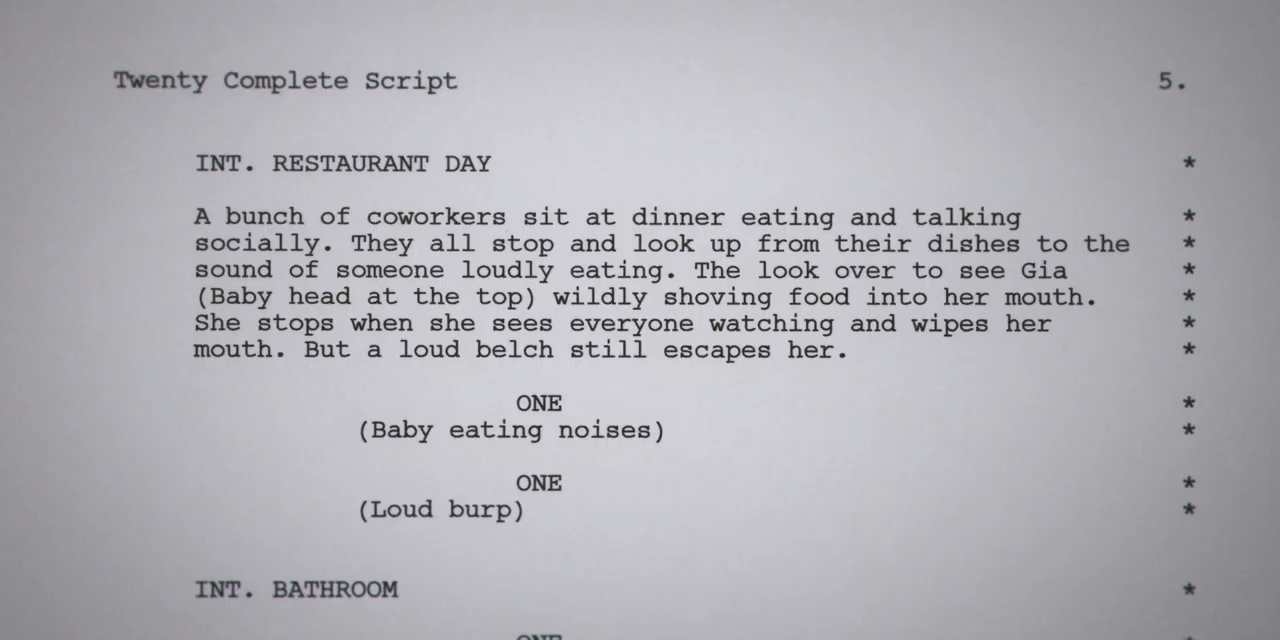 Twenty Complete Script 5.
INT. RESTAURANT DAY *
A bunch of coworkers sit at dinner eating and talking *
socially. They all stop and look up from their dishes to the *
sound of someone loudly eating. The look over to see Gia *
(Baby head at the top) wildly shoving food into her mouth. *
She stops when she sees everyone watching and wipes her *
mouth. But a loud belch still escapes her. *
ONE *
(Baby eating noises) *
ONE *
(Loud burp) *
INT. BATHROOM *